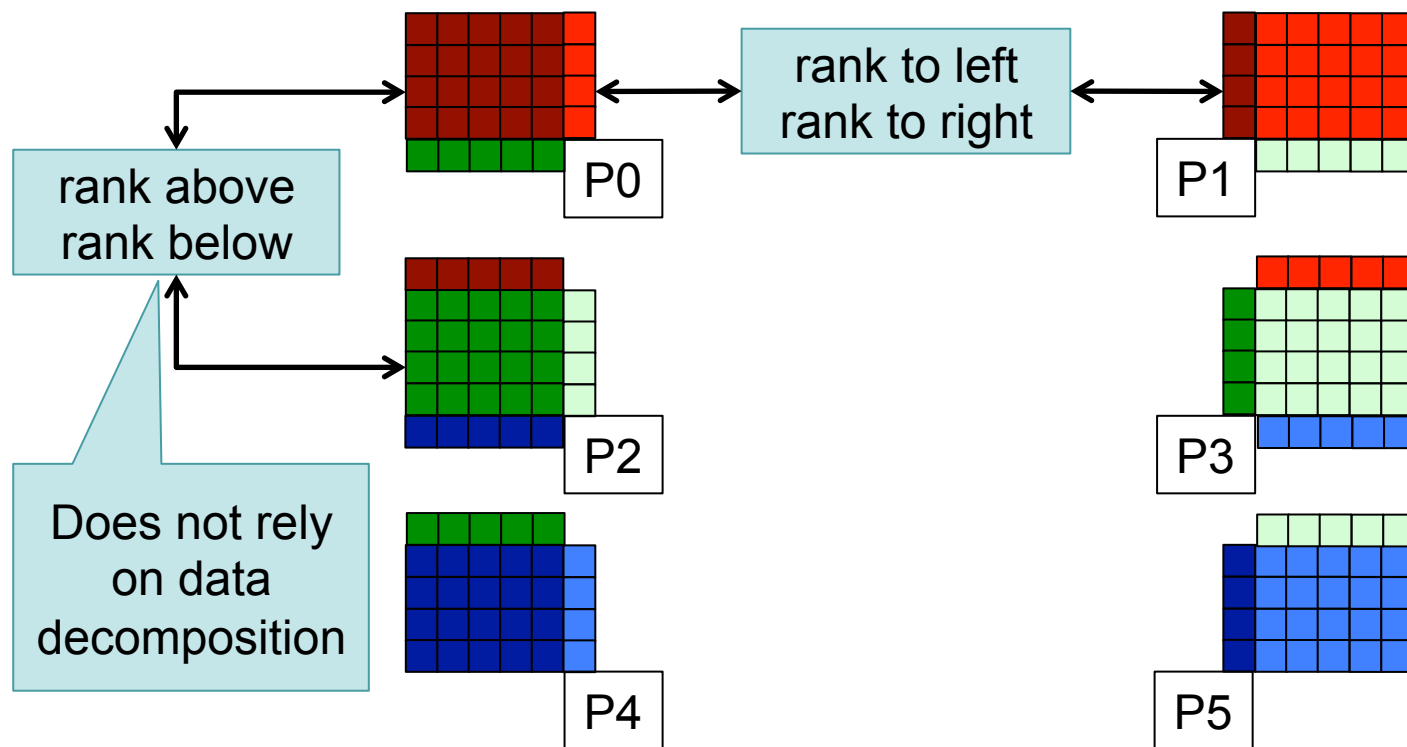 rank to left
rank to right
P0
P1
rank above
rank below
P2
P3
Does not rely
on data
decomposition
P4
P5